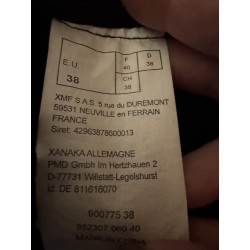 E.U. F D
40 38
38 CH
38
XMF S.A.S. 5 rue du DUREMONT
59531 NEUVILLE en FERRAIN
FRANCE
Siret. 42963878600013
XANAKA ALLEMAGNE
PMD GmbH Im Hertzhauen 2
D-77731 Willstatt-Legelshurst
Id: DE 811616070
900775 38
952307 060 40